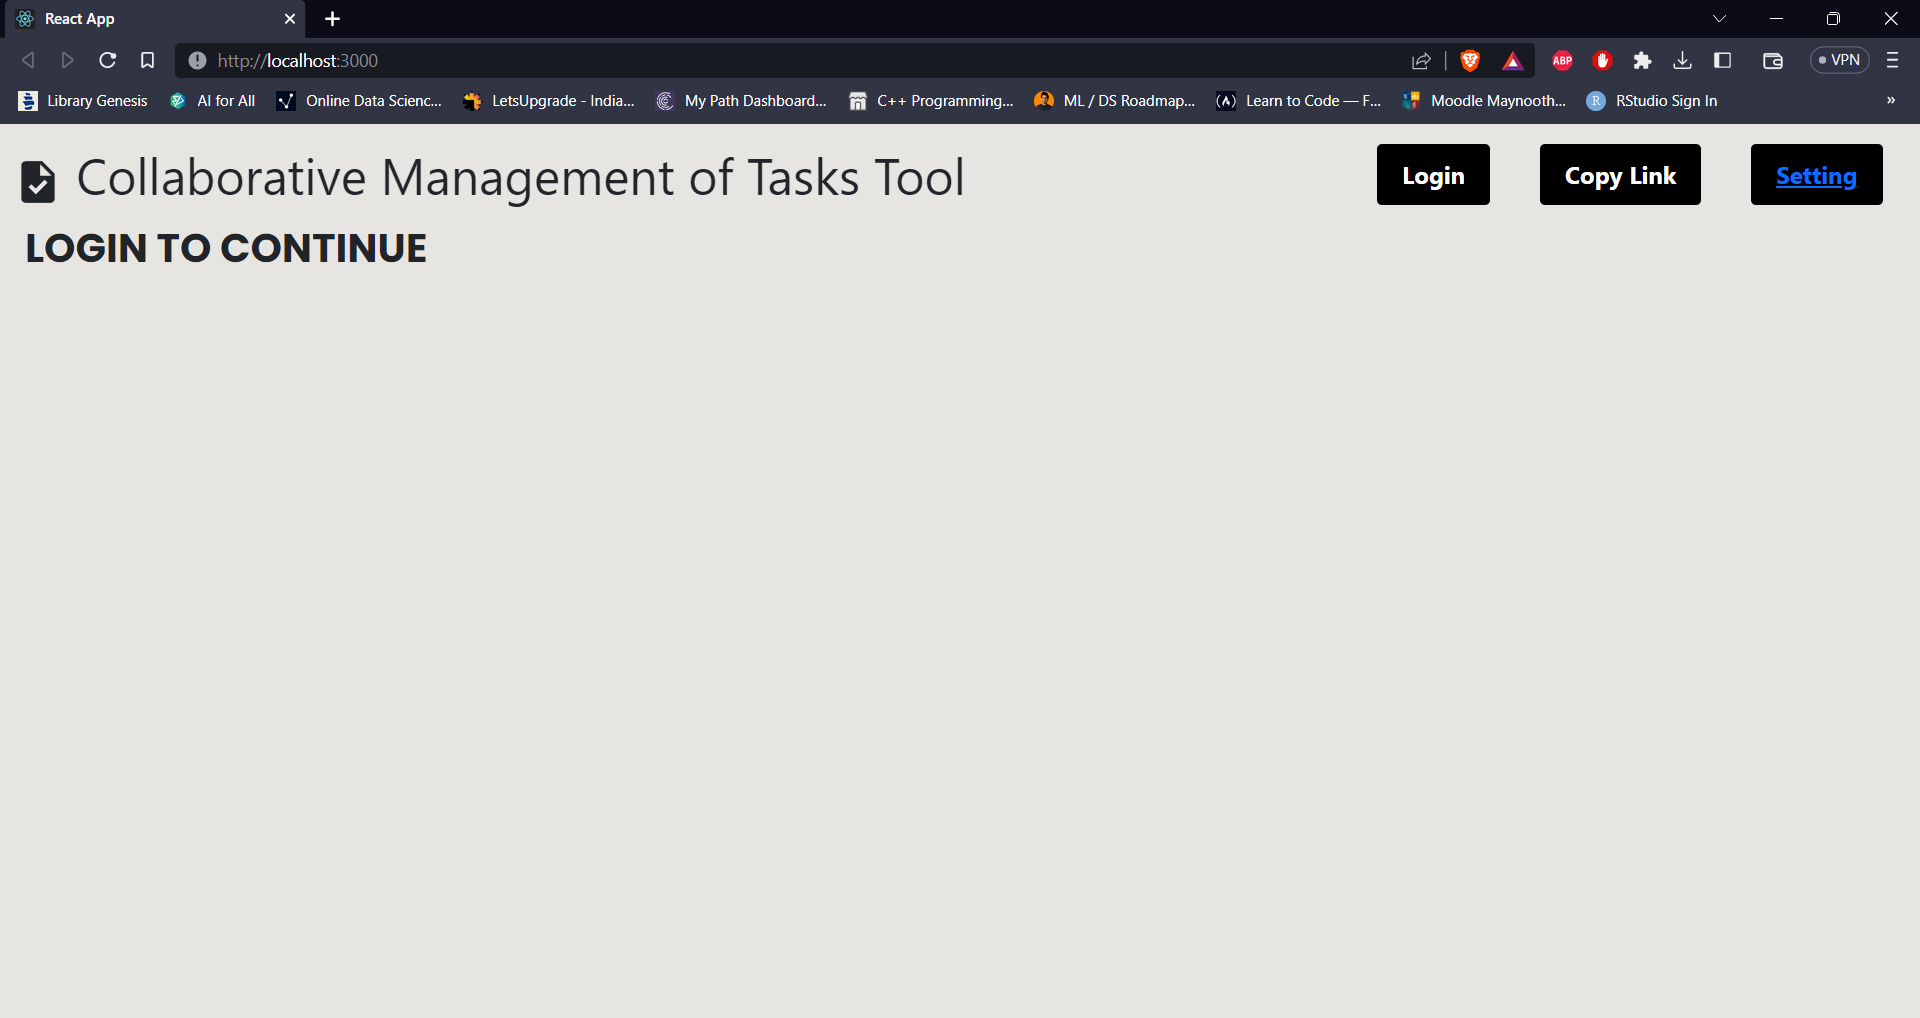 React App
http://localhost:3000
ABP
VPN
Library Genesis
AI for All
Online Data Scienc...
LetsUpgrade - India...
My Path Dashboard...
C++ Programming...
ML / DS Roadmap...
Learn to Code — F...
Moodle Maynooth...
R
RStudio Sign In
Collaborative Management of Tasks Tool
Login
Copy Link
Setting
LOGIN TO CONTINUE